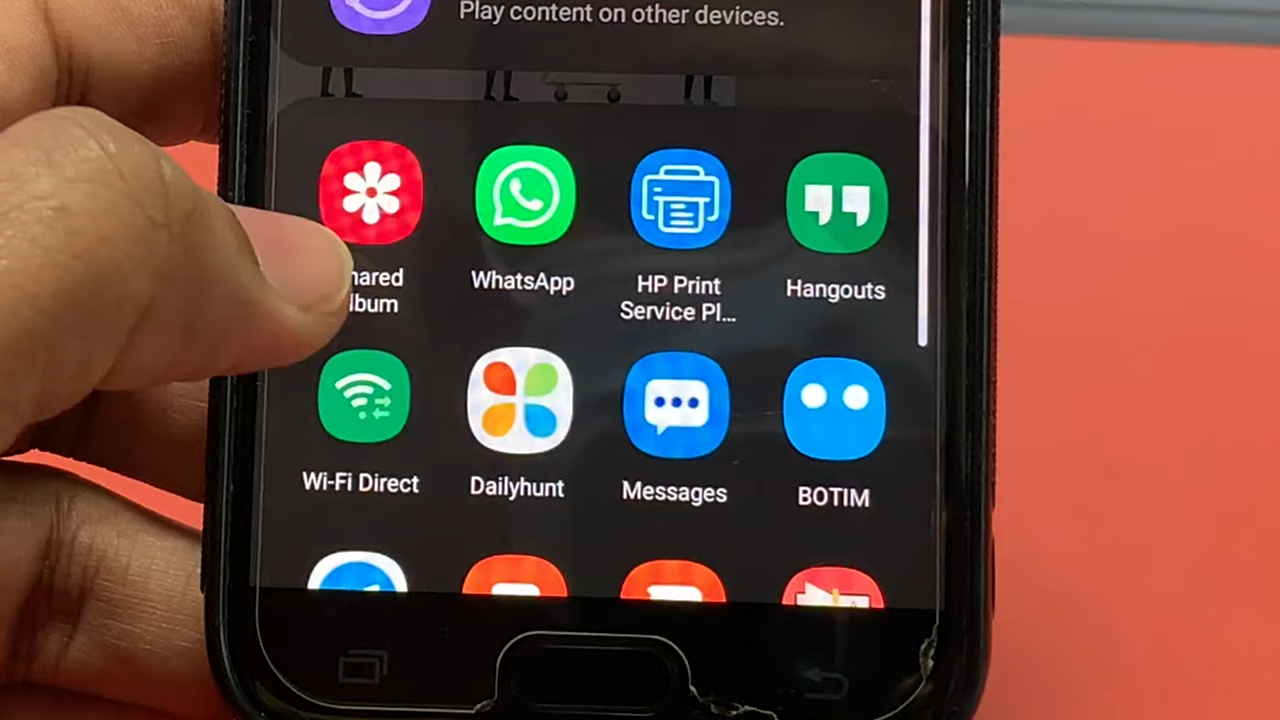 Play content on other devices.
hared
lbum
WhatsApp
HP Print
Service Pl...
Hangouts
Wi-Fi Direct
Dailyhunt
Messages
BOTIM